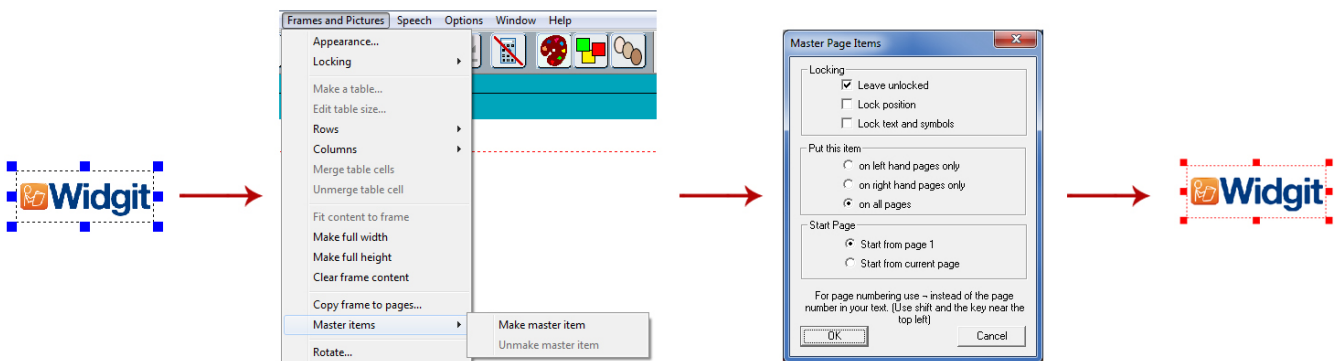 Widgit
Frames and Pictures Speech Options Window Help
Appearance...
Locking
Make a table...
Edit table size...
Rows
Columns
Merge table cells
Unmerge table cell
Fit content to frame
Make full width
Make full height
Clear frame content
Copy frame to pages...
Master items
Make master item
Unmake master item
Rotate...
Master Page Items
Locking
Leave unlocked
Lock position
Lock text and symbols
Put this item
on left hand pages only
on right hand pages only
on all pages
Start Page
Start from page 1
Start from current page
For page numbering use ¬ instead of the page
number in your text. (Use shift and the key near the
top left)
OK Cancel
Widgit